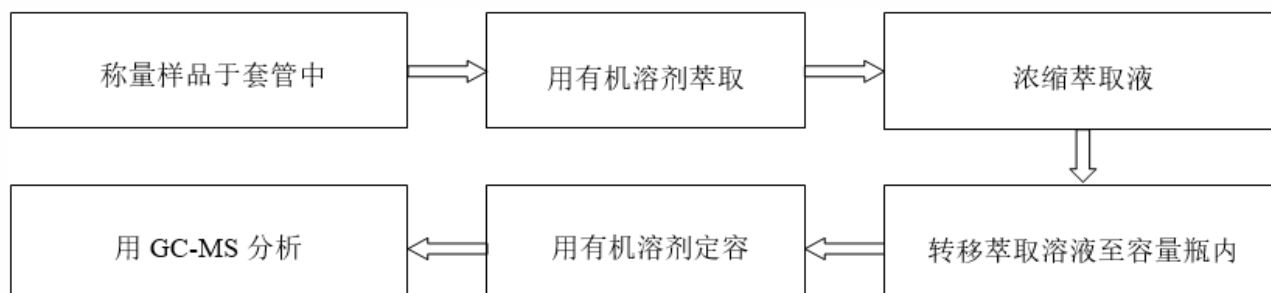 称量样品于套管中
用有机溶剂萃取
浓缩萃取液
转移萃取溶液至容量瓶内
用有机溶剂定容
用 GC-MS 分析